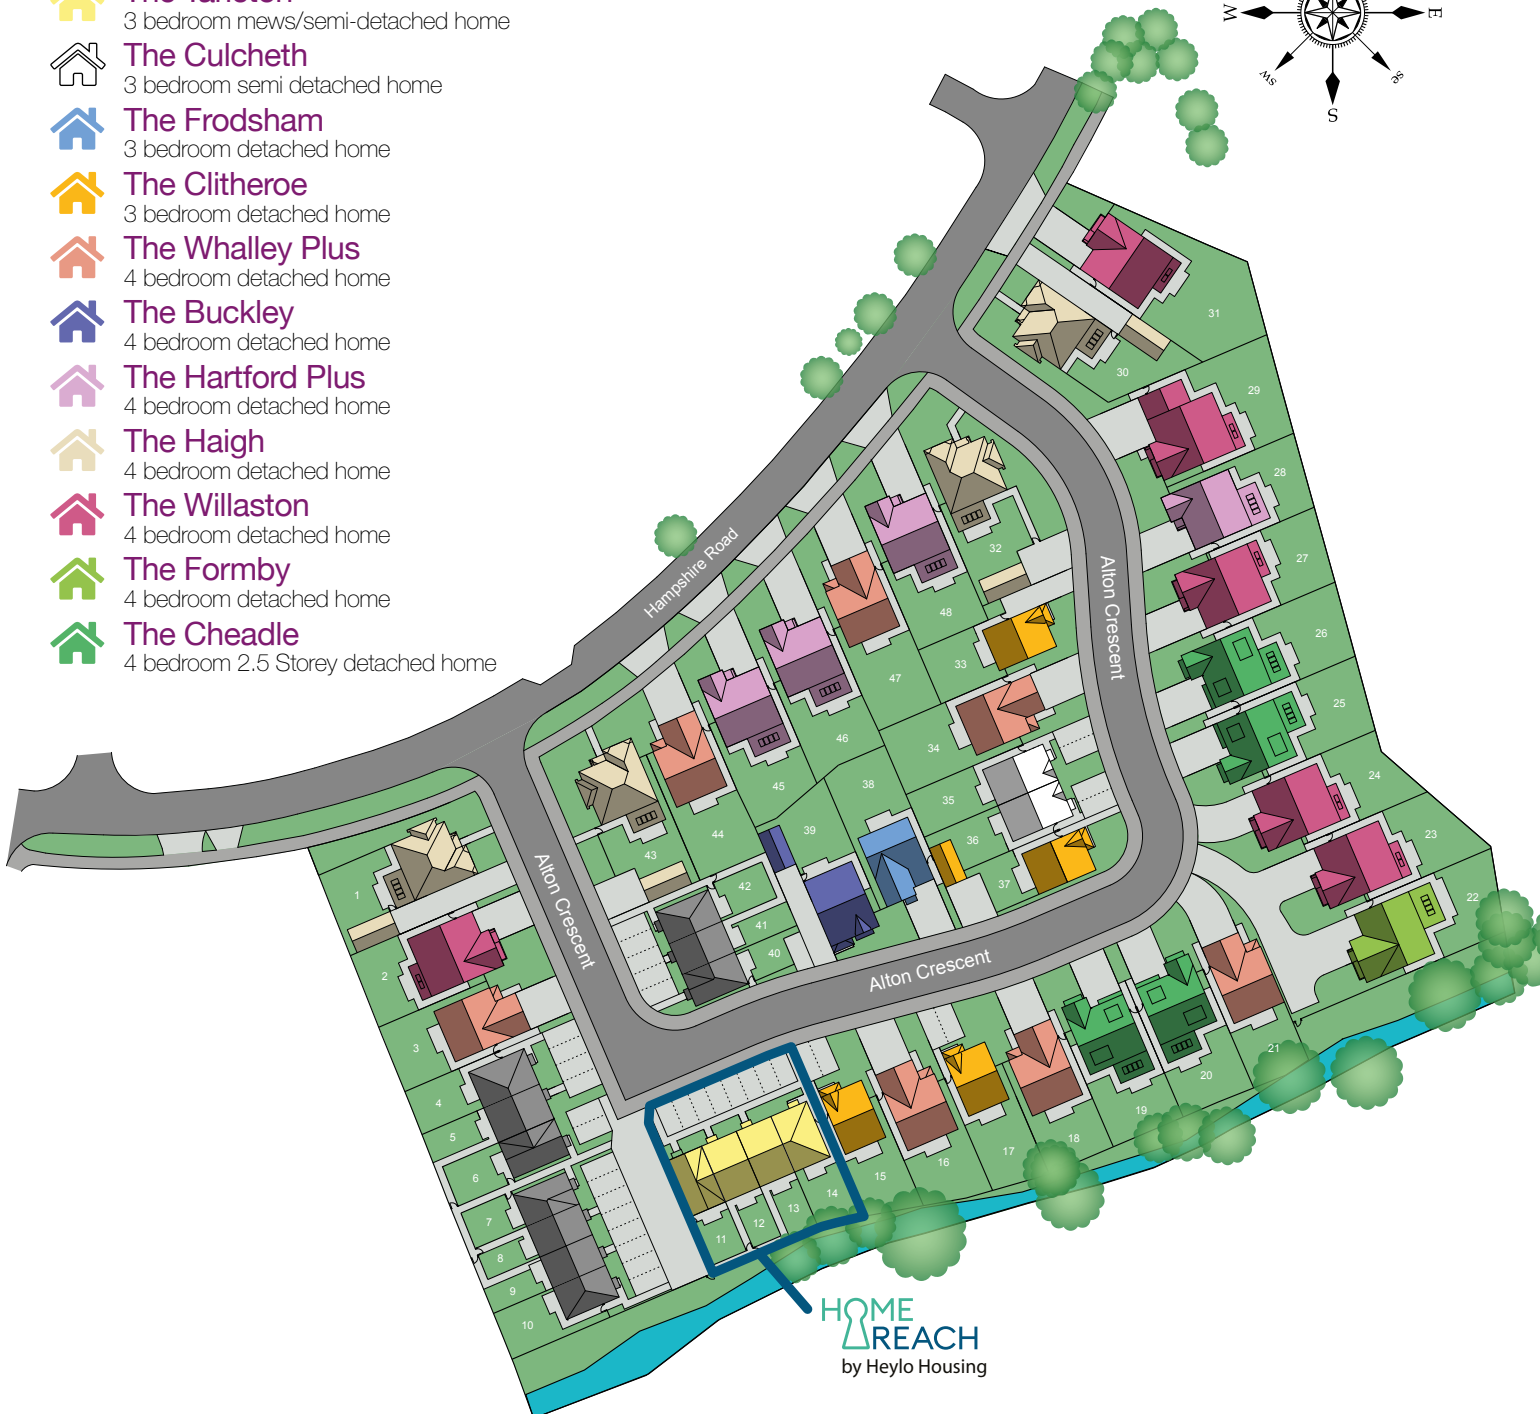 3 bedroom mews/semi-detached home
The Culcheth
3 bedroom semi detached home
The Frodsham
3 bedroom detached home
The Clitheroe
3 bedroom detached home
The Whalley Plus
4 bedroom detached home
The Buckley
4 bedroom detached home
The Hartford Plus
4 bedroom detached home
The Haigh
4 bedroom detached home
The Willaston
4 bedroom detached home
The Formby
4 bedroom detached home
The Cheadle
4 bedroom 2.5 Storey detached home
W
E
SW
S
SE
31
30
29
28
27
26
25
24
23
22
Hampshire Road
Alton Crescent
32
48
33
47
34
46
45
38
35
44
39
36
43
42
37
41
40
Alton Crescent
Alton Crescent
1
2
3
4
5
6
7
8
9
10
11
12
13
14
15
16
17
18
19
20
21
HOME
REACH
by Heylo Housing